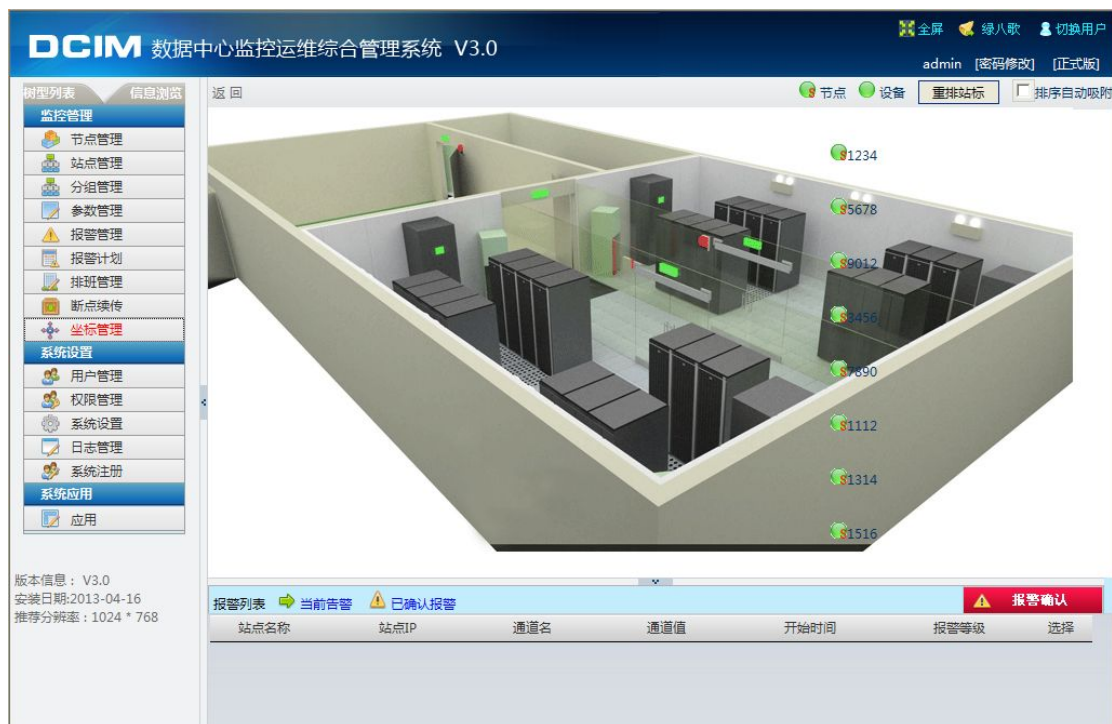 全屏 绿八歌 切换用户
DCIM 数据中心监控运维综合管理系统 V3.0
admin [密码修改] [正式版]
树型列表 信息浏览
返回 S 节点 设备 重排站标 排序自动吸附
监控管理
节点管理
站点管理
分组管理
参数管理
报警管理
报警计划
排班管理
断点续传
坐标管理
系统设置
用户管理
权限管理
系统设置
日志管理
系统注册
系统应用
应用
版本信息： V3.0
安装日期:2013-04-16
推荐分辨率：1024 * 768
S1234
S5678
S9012
S3456
S7890
S1112
S1314
S1516
报警列表 当前告警 已确认报警 报警确认
站点名称 站点IP 通道名 通道值 开始时间 报警等级 选择